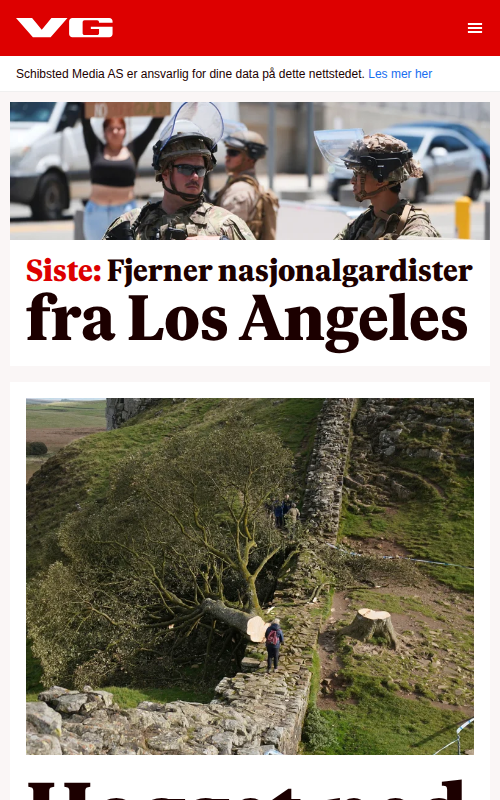 VG
Schibsted Media AS er ansvarlig for dine data på dette nettstedet. Les mer her
Siste: Fjerner nasjonalgardister
fra Los Angeles